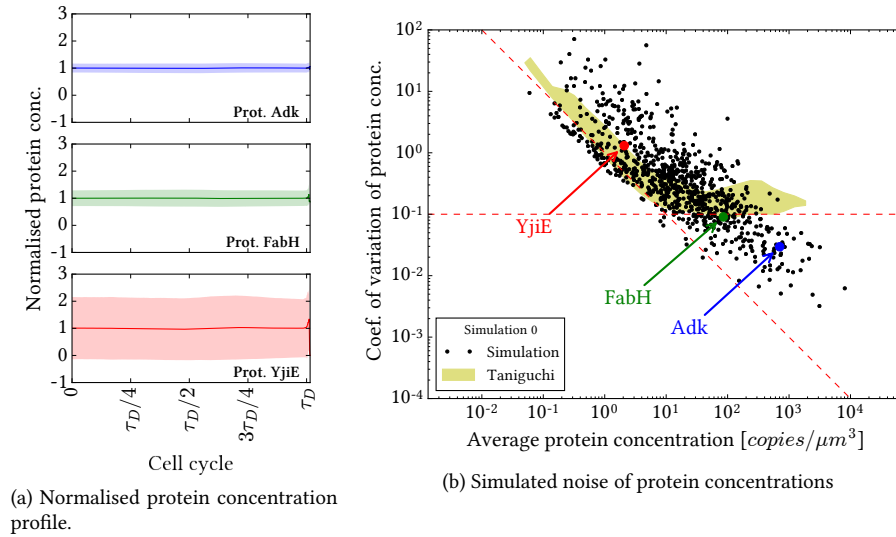 3
2
1
0
-1
Prot. Adk
3
2
1
0
-1
Prot. FabH
3
2
1
0
-1
Prot. YjiE
Normalised protein conc.
0
τ_D/4
τ_D/2
3τ_D/4
τ_D
Cell cycle
(a) Normalised protein concentration
profile.
10^2
10^1
10^0
10^-1
10^-2
10^-3
10^-4
Coef. of variation of protein conc.
YjiE
FabH
Adk
Simulation 0
Simulation
Taniguchi
10^-2
10^-1
10^0
10^1
10^2
10^3
10^4
Average protein concentration [copies/μm^3]
(b) Simulated noise of protein concentrations